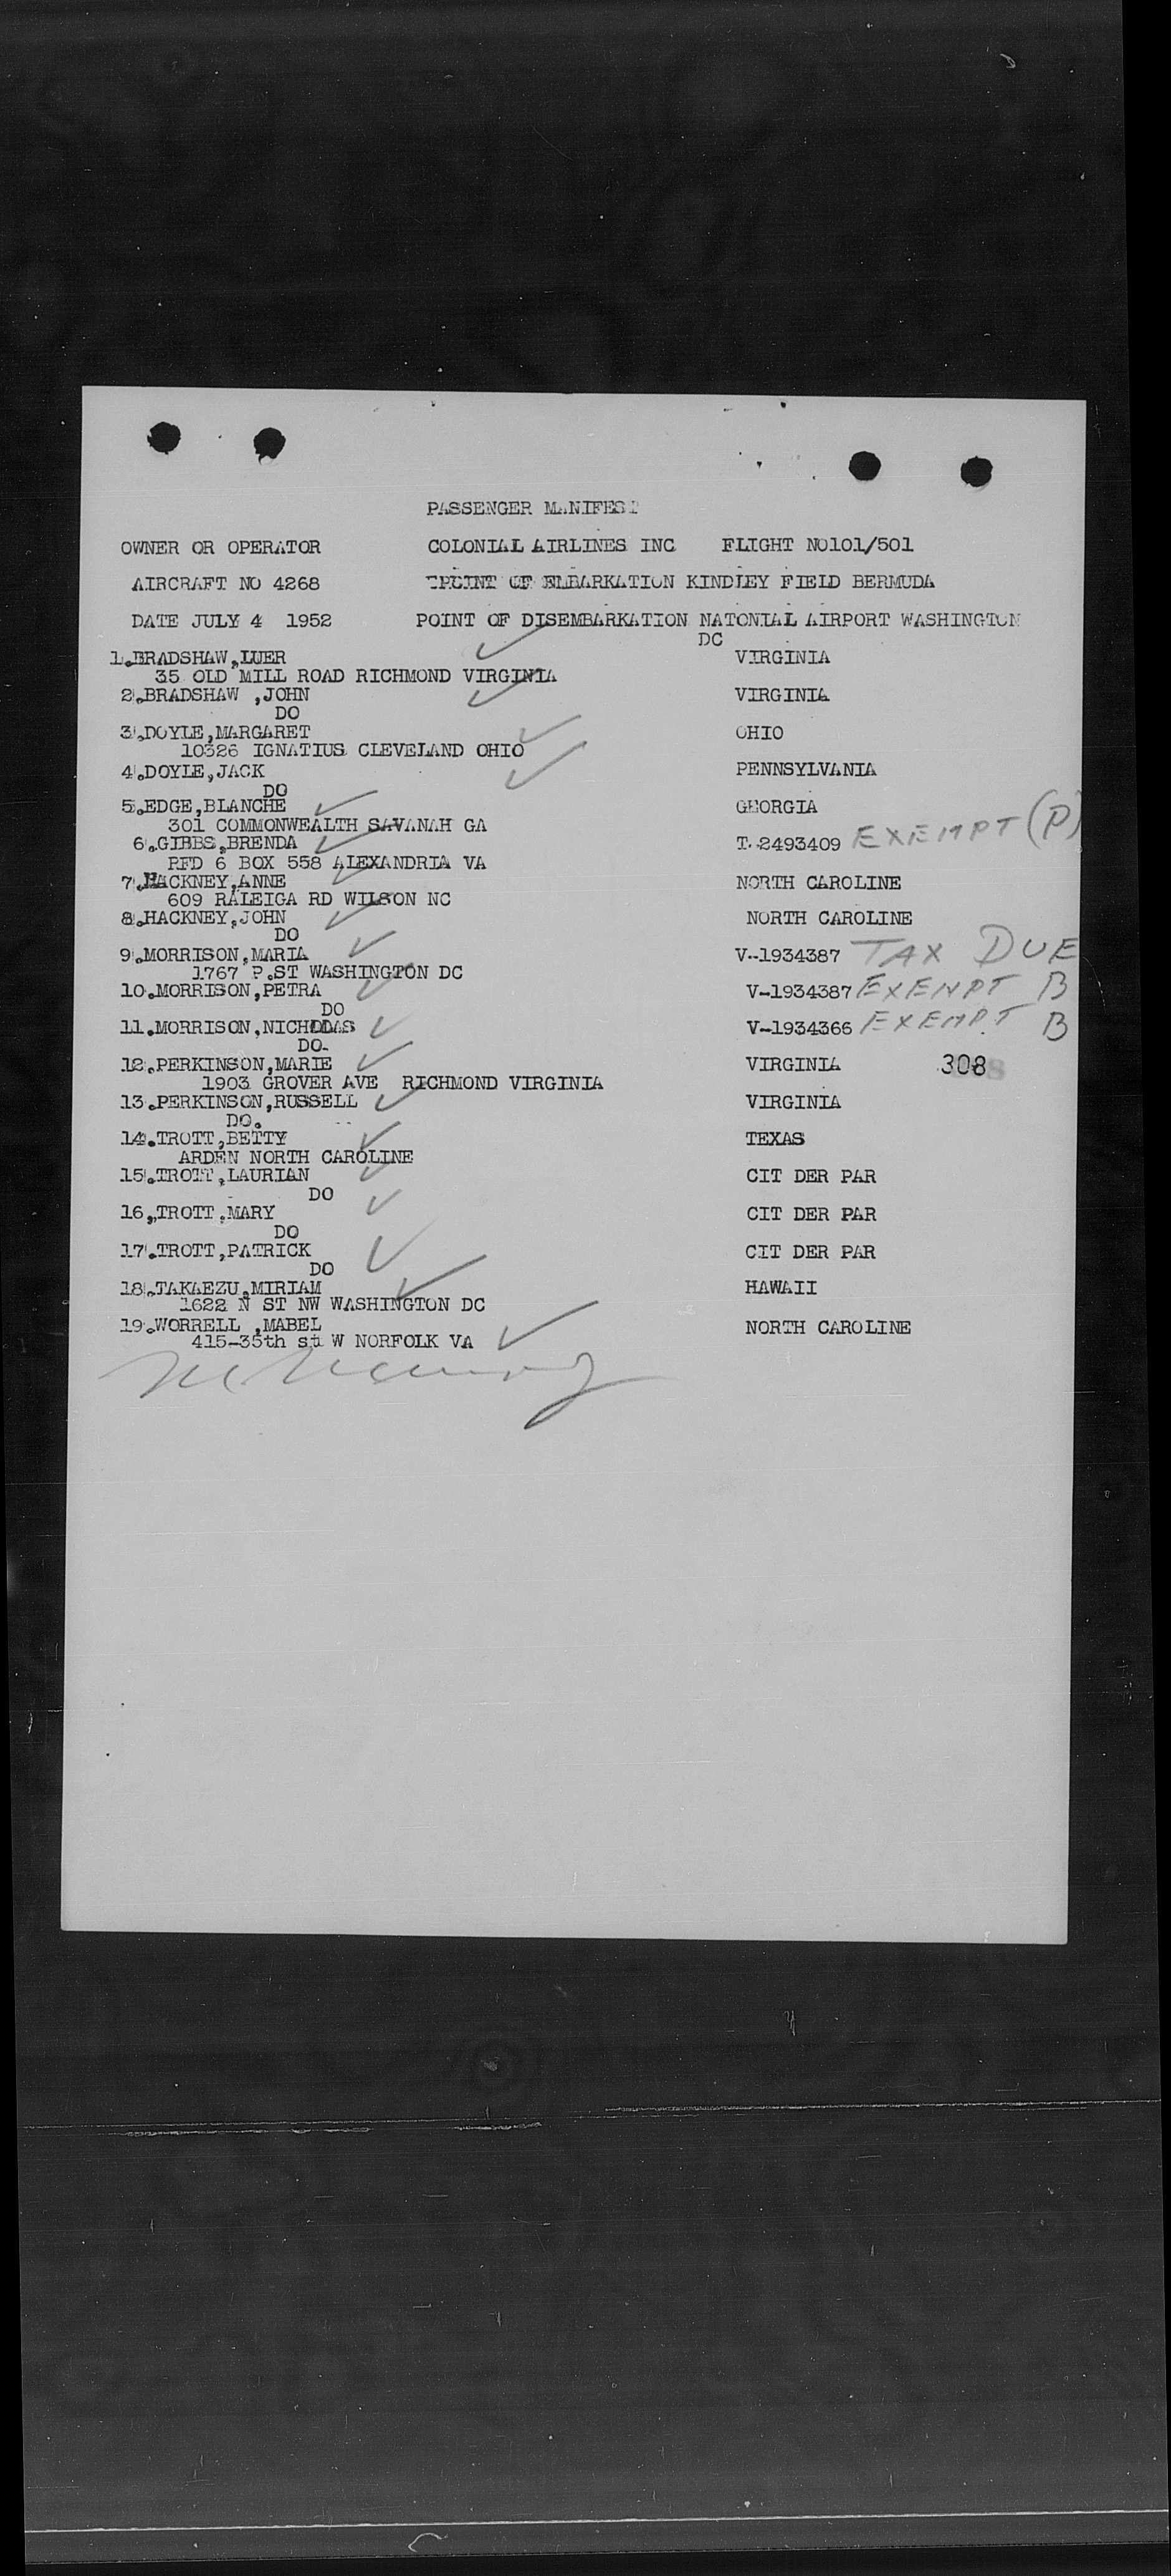 PASSENGER MANIFEST
OWNER OR OPERATOR COLONIAL AIRLINES INC FLIGHT NO101/501
AIRCRAFT NO 4268 POINT OF EMBARKATION KINDLEY FIELD BERMUDA
DATE JULY 4 1952 POINT OF DISEMBARKATION NATONIAL AIRPORT WASHINGTON
DC
1.BRADSHAW,LUER VIRGINIA
35 OLD MILL ROAD RICHMOND VIRGINIA
2.BRADSHAW ,JOHN VIRGINIA
DO
3.DOYLE,MARGARET OHIO
10326 IGNATIUS CLEVELAND OHIO
4.DOYLE,JACK PENNSYLVANIA
DO
5.EDGE,BLANCHE GEORGIA
301 COMMONWEALTH SAVANAH GA
6.GIBBS,BRENDA T-2493409 EXEMPT (P)
RFD 6 BOX 558 ALEXANDRIA VA
7.HACKNEY,ANNE NORTH CAROLINE
609 RALEIGA RD WILSON NC
8.HACKNEY,JOHN NORTH CAROLINE
DO
9.MORRISON,MARIA V-1934387 TAX DUE
1767 P.ST WASHINGTON DC
10.MORRISON,PETRA V-1934387 EXEMPT B
DO
11.MORRISON,NICHODAS V-1934366 EXEMPT B
DO.
12.PERKINSON,MARIE VIRGINIA 308
1903 GROVER AVE RICHMOND VIRGINIA
13.PERKINSON,RUSSELL VIRGINIA
DO.
14.TROTT,BETTY TEXAS
ARDEN NORTH CAROLINE
15.TROTT,LAURIAN CIT DER PAR
DO
16,TROTT,MARY CIT DER PAR
DO
17.TROTT,PATRICK CIT DER PAR
DO
18.TAKAEZU,MIRIAM HAWAII
1622 N ST NW WASHINGTON DC
19.WORRELL ,MABEL NORTH CAROLINE
415-35th st W NORFOLK VA